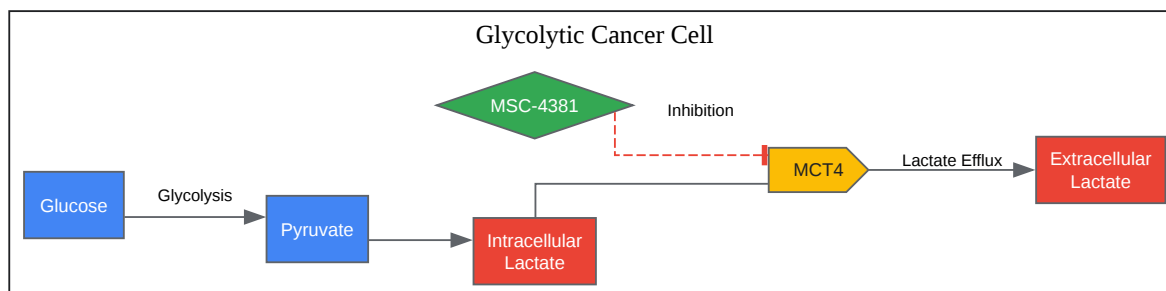 Glycolytic Cancer Cell
MSC-4381
Inhibition
MCT4
Lactate Efflux
Extracellular
Lactate
Glucose
Glycolysis
Pyruvate
Intracellular
Lactate